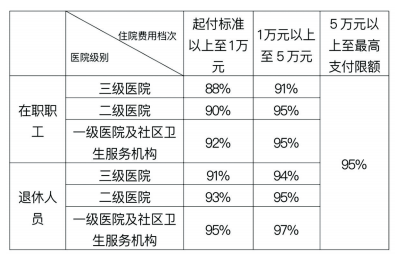 住院费用档次
医院级别
起付标准
以上至1万
元
1万元以上
至5万元
5万元以
上至最高
支付限额
在职职
工
三级医院 88% 91%
二级医院 90% 95%
一级医院及社区卫
生服务机构
92% 95%
95%
退休人
员
三级医院 91% 94%
二级医院 93% 95%
一级医院及社区卫
生服务机构
95% 97%